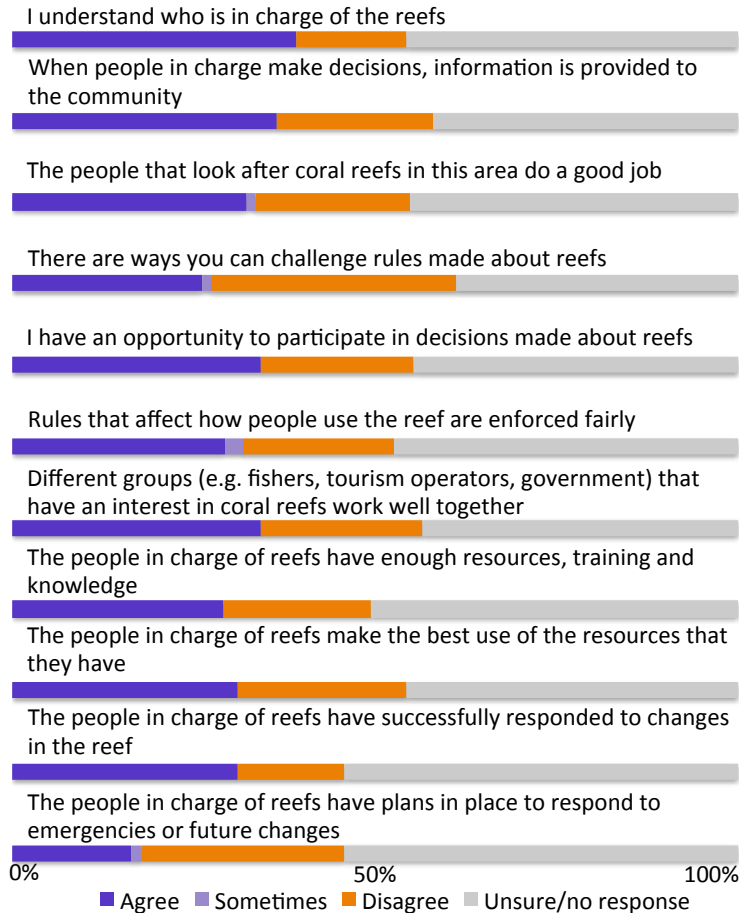 I understand who is in charge of the reefs
When people in charge make decisions, information is provided to
the community
The people that look after coral reefs in this area do a good job
There are ways you can challenge rules made about reefs
I have an opportunity to participate in decisions made about reefs
Rules that affect how people use the reef are enforced fairly
Different groups (e.g. fishers, tourism operators, government) that
have an interest in coral reefs work well together
The people in charge of reefs have enough resources, training and
knowledge
The people in charge of reefs make the best use of the resources that
they have
The people in charge of reefs have successfully responded to changes
in the reef
The people in charge of reefs have plans in place to respond to
emergencies or future changes
0% 50% 100%
Agree Sometimes Disagree Unsure/no response